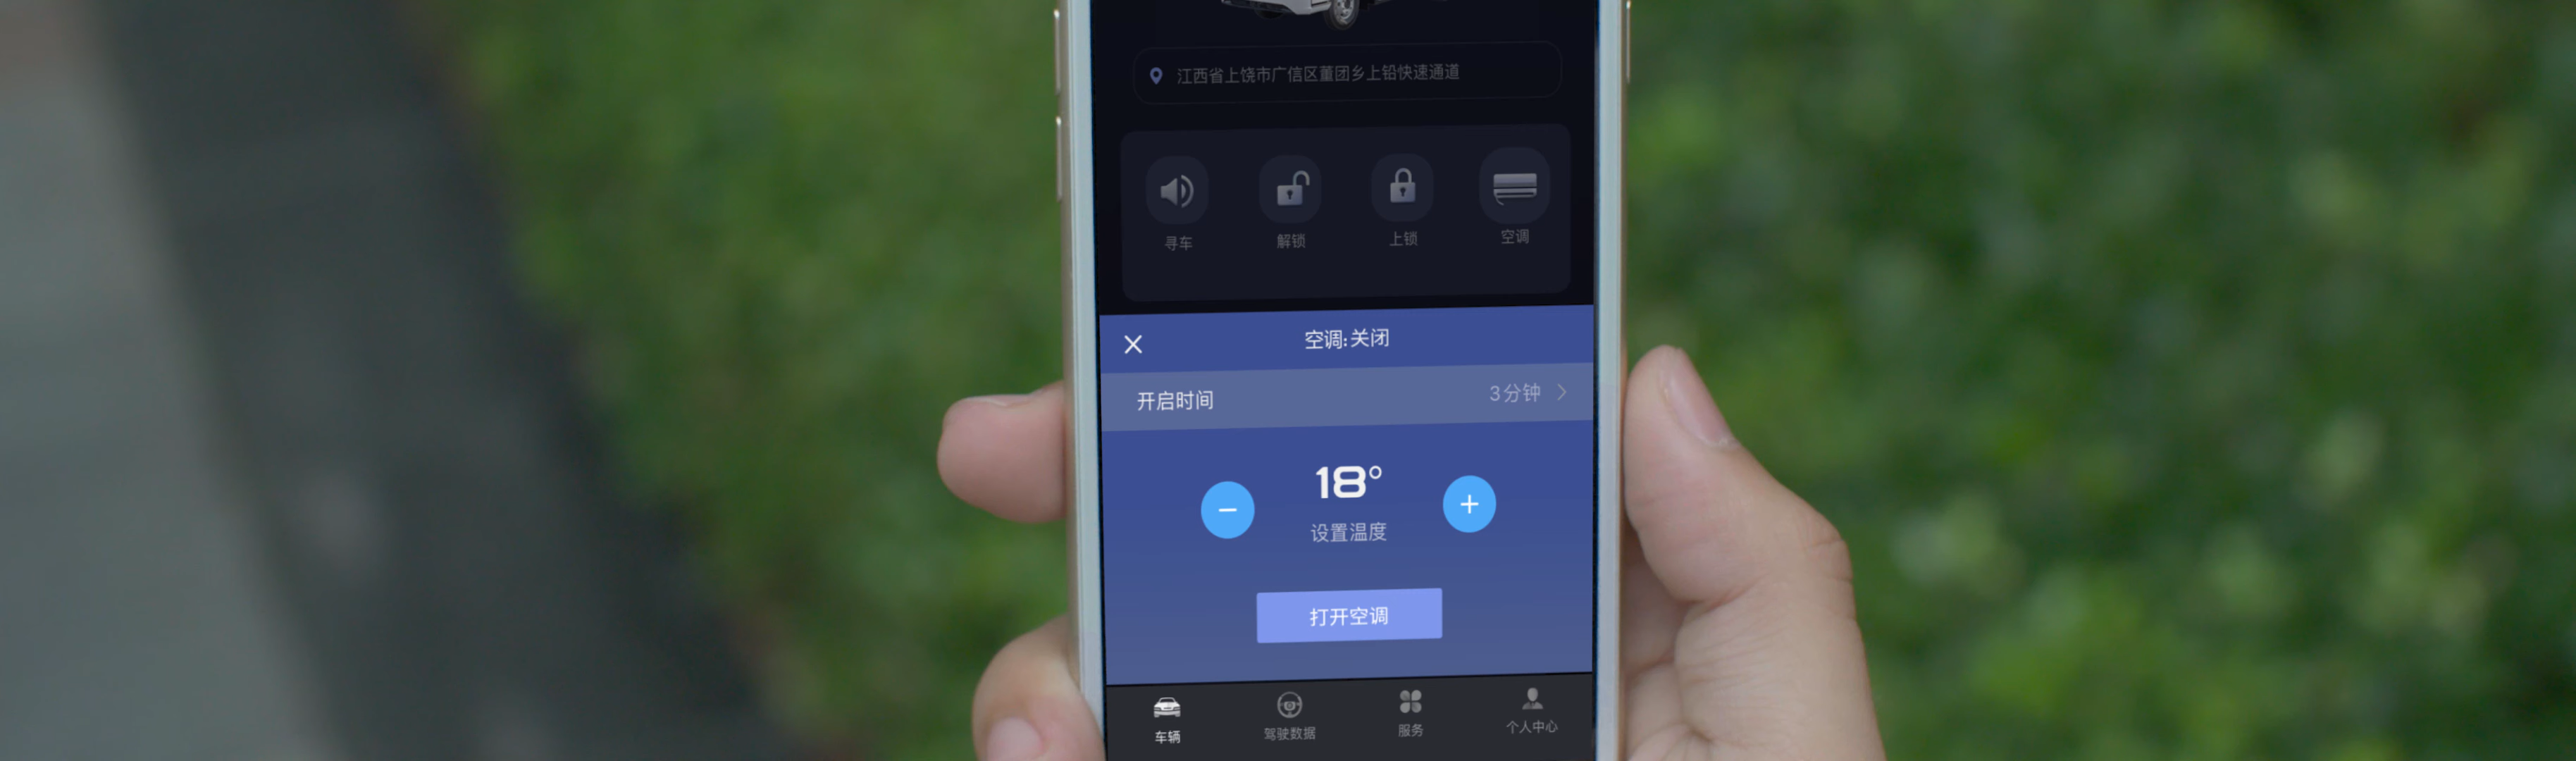 江西省上饶市广信区董团乡上铅快速通道
寻车 解锁 上锁 空调
空调:关闭
开启时间 3分钟
18°
设置温度
打开空调
车辆 驾驶数据 服务 个人中心